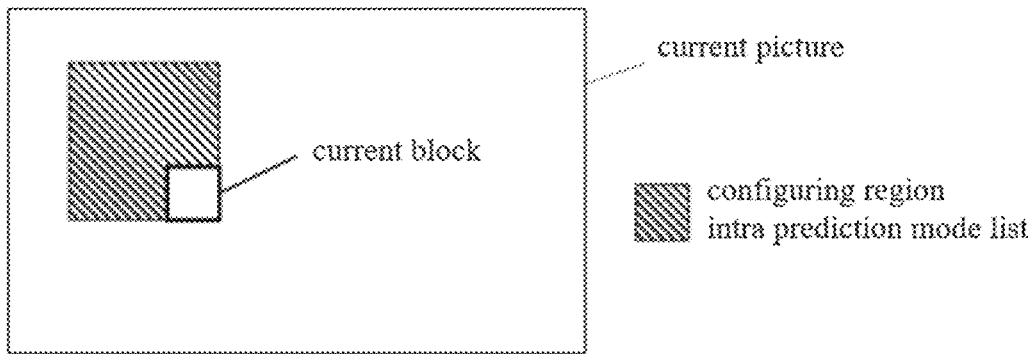 current picture
current block
configuring region
intra prediction mode list